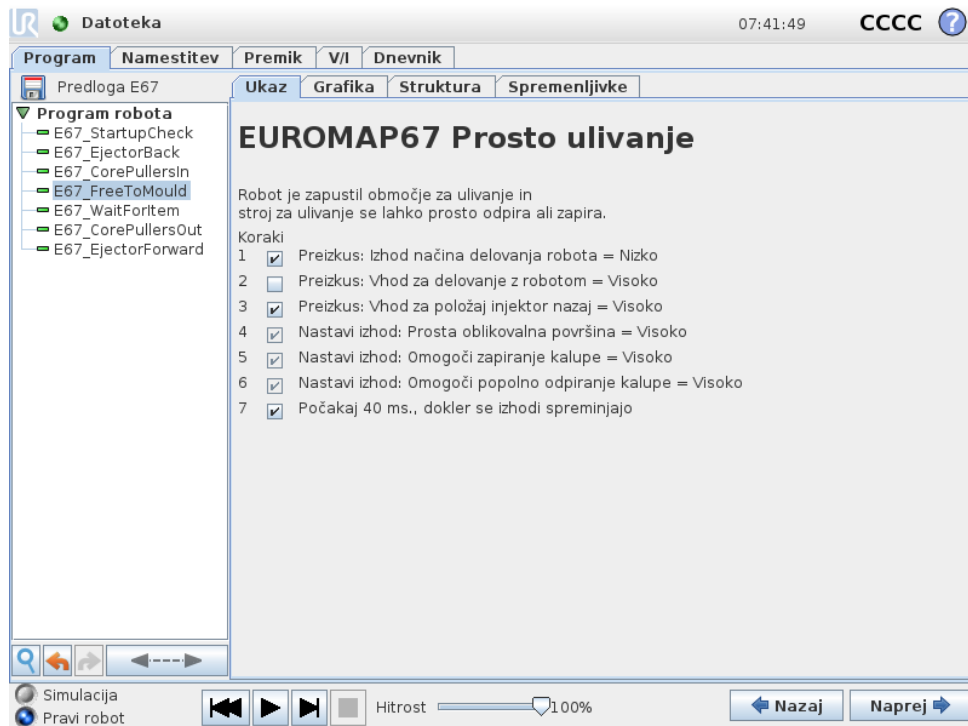 UR Datoteka 07:41:49 CCCC ?
Program Namestitev Premik V/I Dnevnik
Predloga E67
Ukaz Grafika Struktura Spremenljivke
Program robota
E67_StartupCheck
E67_EjectorBack
E67_CorePullersIn
E67_FreeToMould
E67_WaitForItem
E67_CorePullersOut
E67_EjectorForward
EUROMAP67 Prosto ulivanje
Robot je zapustil območje za ulivanje in
stroj za ulivanje se lahko prosto odpira ali zapira.
Koraki
1 Preizkus: Izhod načina delovanja robota = Nizko
2 Preizkus: Vhod za delovanje z robotom = Visoko
3 Preizkus: Vhod za položaj injektor nazaj = Visoko
4 Nastavi izhod: Prosta oblikovalna površina = Visoko
5 Nastavi izhod: Omogoči zapiranje kalupe = Visoko
6 Nastavi izhod: Omogoči popolno odpiranje kalupe = Visoko
7 Počakaj 40 ms., dokler se izhodi spreminjajo
Simulacija
Pravi robot
Hitrost 100%
Nazaj Naprej